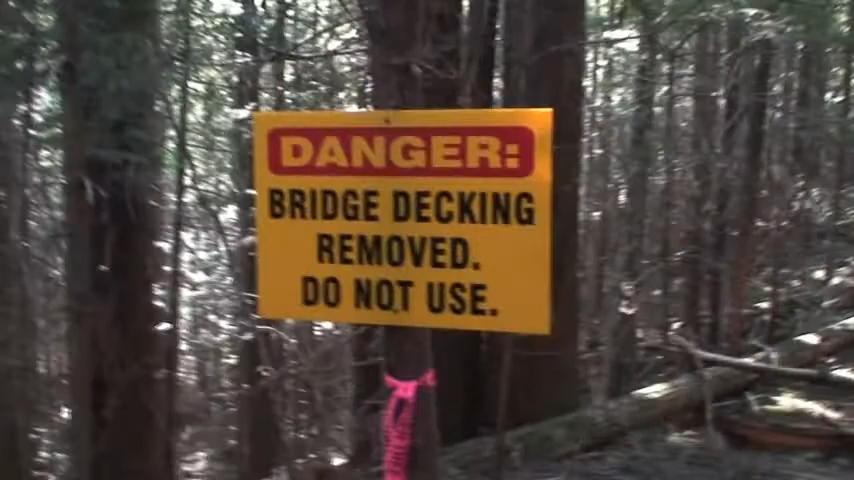 DANGER:
BRIDGE DECKING
REMOVED.
DO NOT USE.